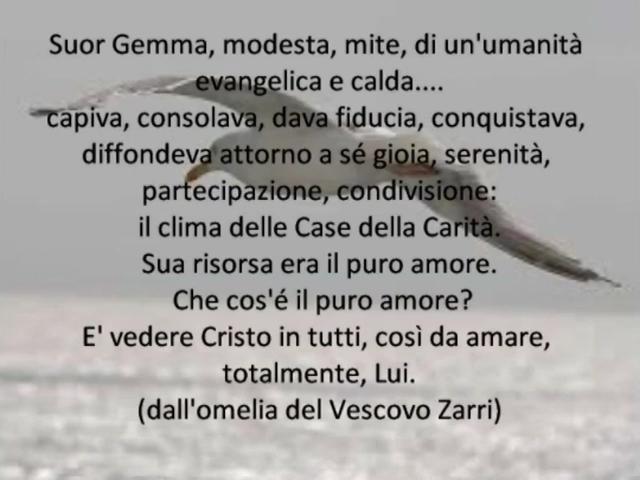 Suor Gemma, modesta, mite, di un'umanità
evangelica e calda....
capiva, consolava, dava fiducia, conquistava,
diffondeva attorno a sé gioia, serenità,
partecipazione, condivisione:
il clima delle Case della Carità.
Sua risorsa era il puro amore.
Che cos'é il puro amore?
E' vedere Cristo in tutti, così da amare,
totalmente, Lui.
(dall'omelia del Vescovo Zarri)